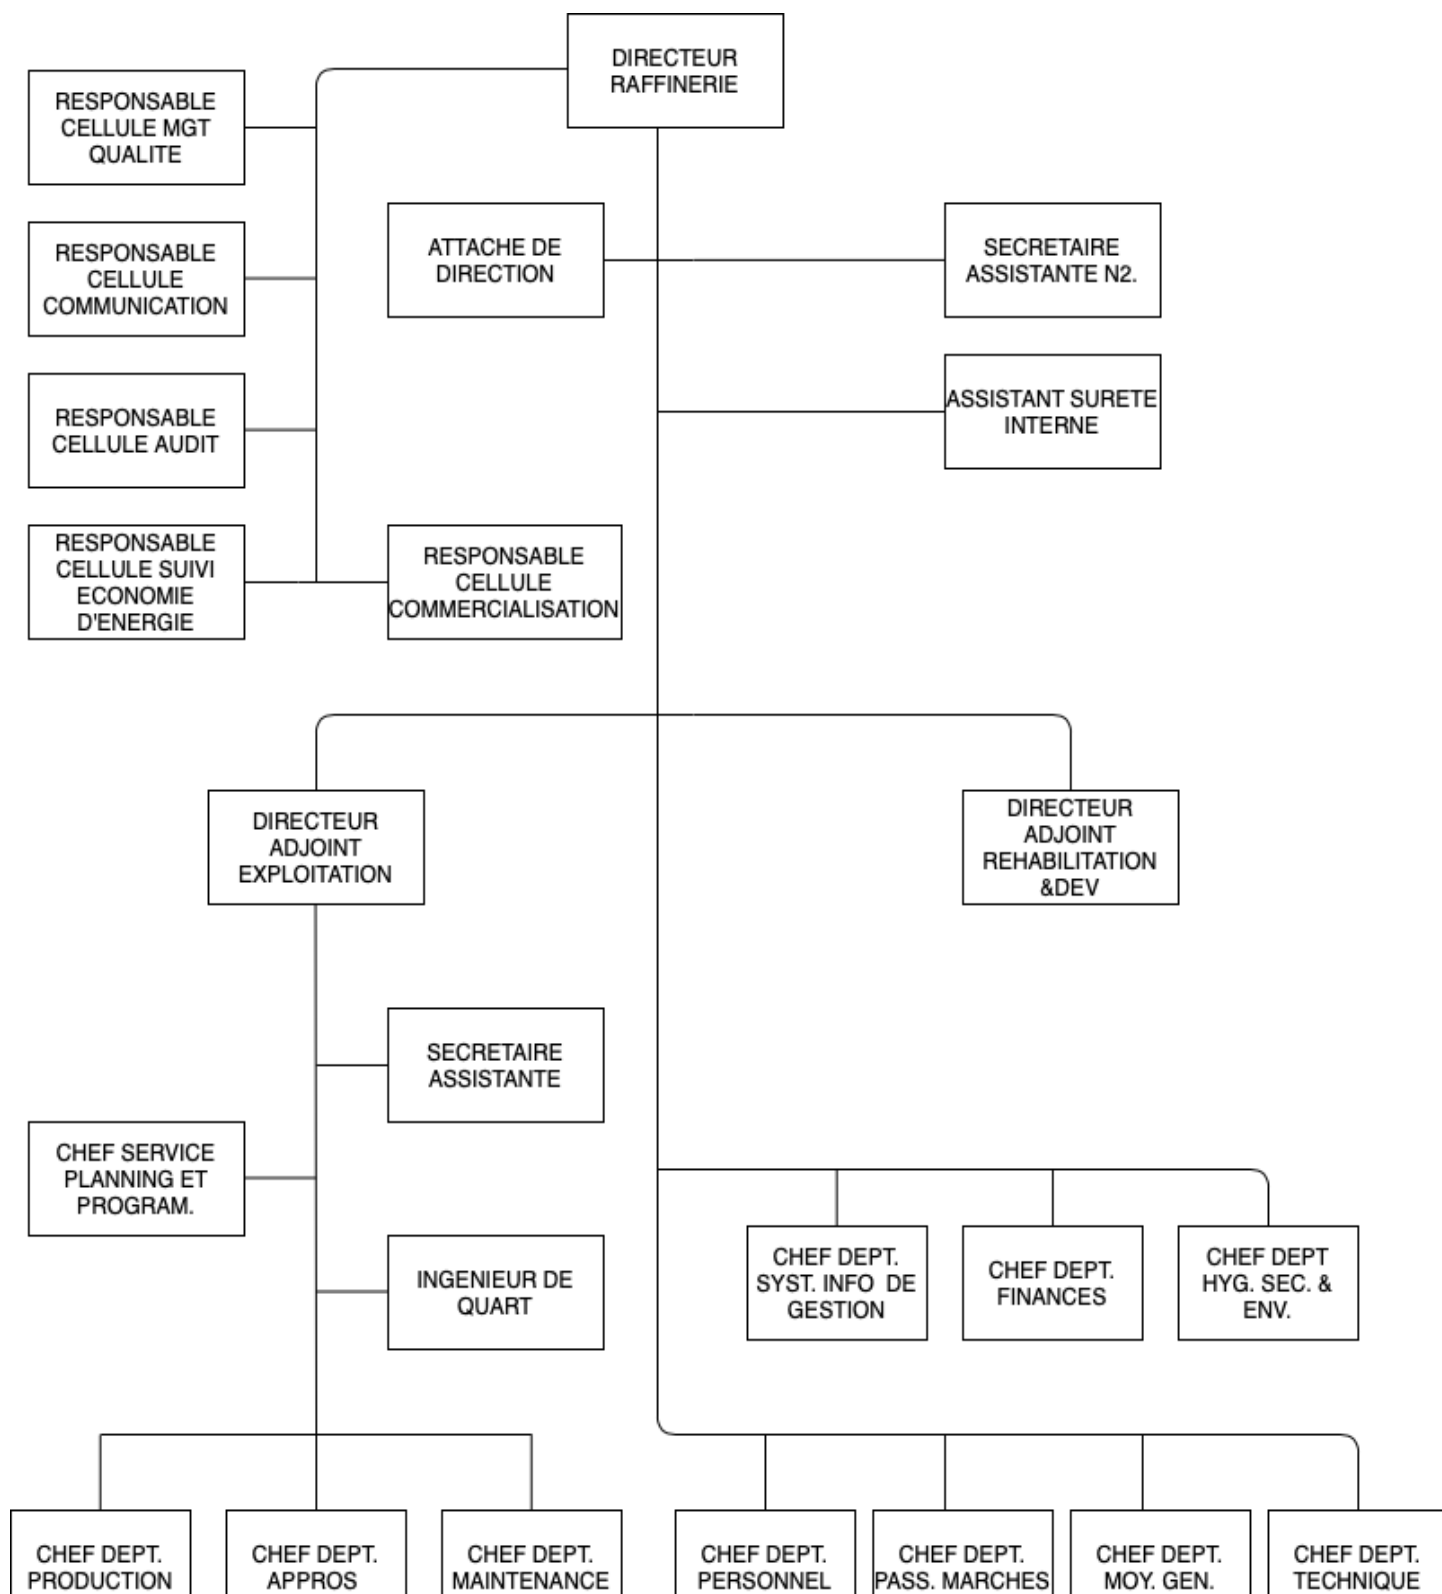 DIRECTEUR
RAFFINERIE
RESPONSABLE
CELLULE MGT
QUALITE
ATTACHE DE
DIRECTION
SECRETAIRE
ASSISTANTE N2.
RESPONSABLE
CELLULE
COMMUNICATION
ASSISTANT SURETE
INTERNE
RESPONSABLE
CELLULE AUDIT
RESPONSABLE
CELLULE SUIVI
ECONOMIE
D'ENERGIE
RESPONSABLE
CELLULE
COMMERCIALISATION
DIRECTEUR
ADJOINT
EXPLOITATION
DIRECTEUR
ADJOINT
REHABILITATION
&DEV
SECRETAIRE
ASSISTANTE
CHEF SERVICE
PLANNING ET
PROGRAM.
INGENIEUR DE
QUART
CHEF DEPT.
SYST. INFO  DE
GESTION
CHEF DEPT.
FINANCES
CHEF DEPT
HYG. SEC. &
ENV.
CHEF DEPT.
PRODUCTION
CHEF DEPT.
APPROS
CHEF DEPT.
MAINTENANCE
CHEF DEPT.
PERSONNEL
CHEF DEPT.
PASS. MARCHES
CHEF DEPT.
MOY. GEN.
CHEF DEPT.
TECHNIQUE